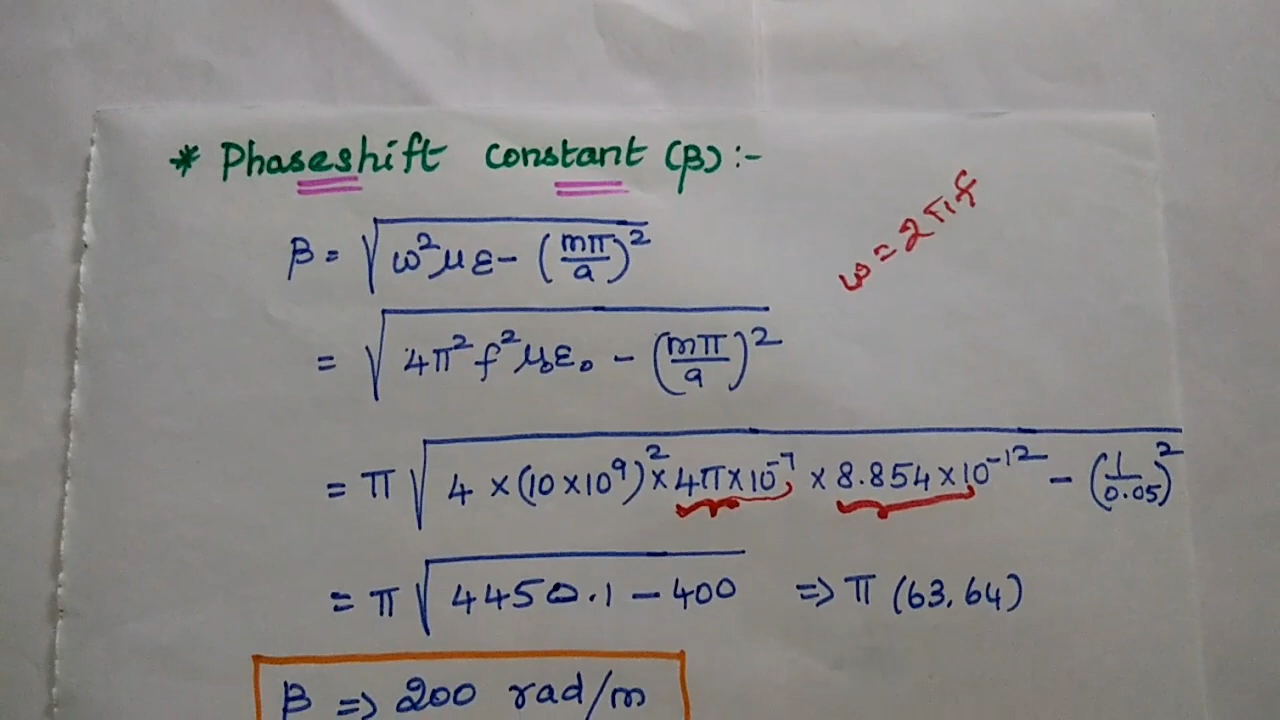 * Phaseshift constant (β) :-
ω = 2πf
β = √(ω²με - (mπ/a)²)
= √(4π²f²μ₀ε₀ - (mπ/a)²)
= π √(4 × (10 × 10⁹)² × 4π × 10⁻⁷ × 8.854 × 10⁻¹² - (1/0.05)²)
= π √(4450.1 - 400) => π (63.64)
β => 200 rad/m